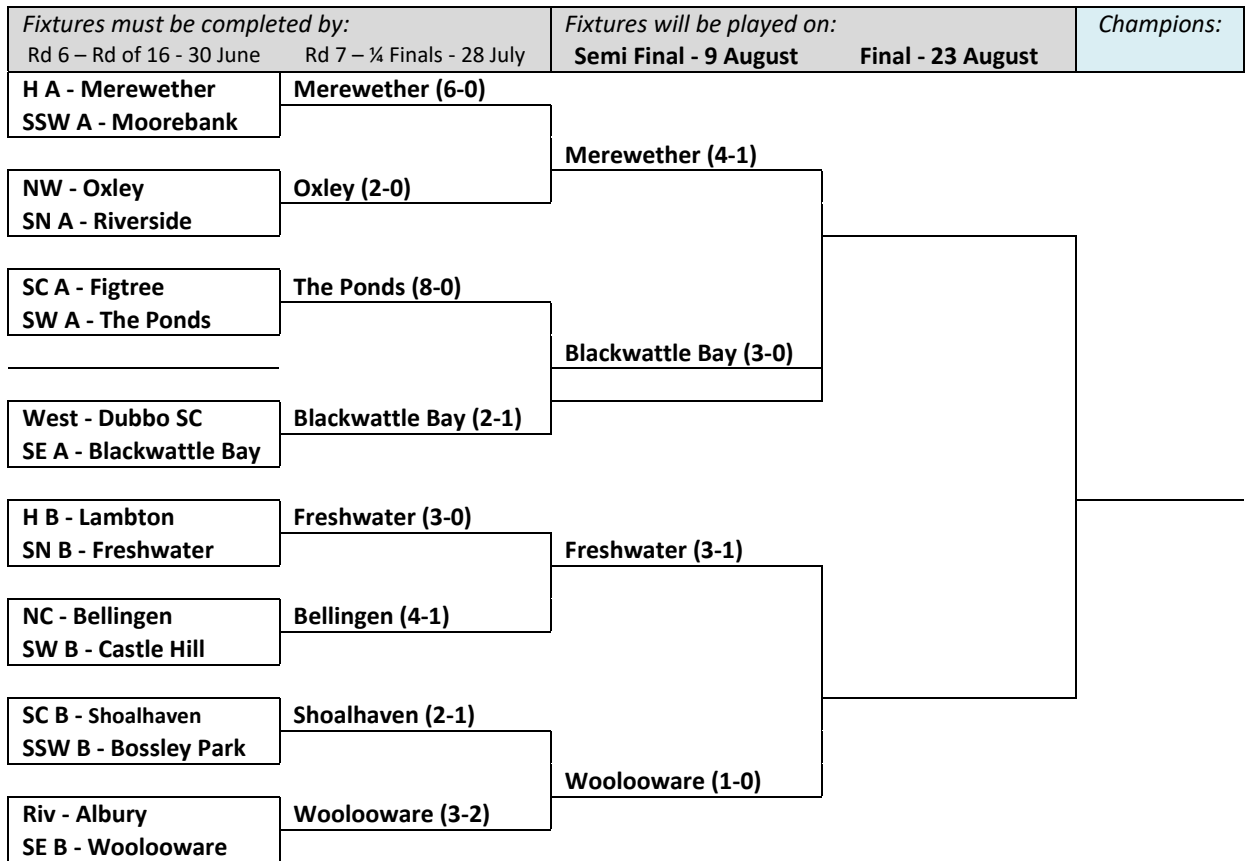 Fixtures must be completed by:
Fixtures will be played on:
Champions:
Rd 6 – Rd of 16 - 30 June
Rd 7 – ¼ Finals - 28 July
Semi Final - 9 August
Final - 23 August
H A - Merewether
SSW A - Moorebank
Merewether (6-0)
Merewether (4-1)
NW - Oxley
SN A - Riverside
Oxley (2-0)
SC A - Figtree
SW A - The Ponds
The Ponds (8-0)
Blackwattle Bay (3-0)
West - Dubbo SC
SE A - Blackwattle Bay
Blackwattle Bay (2-1)
H B - Lambton
SN B - Freshwater
Freshwater (3-0)
Freshwater (3-1)
NC - Bellingen
SW B - Castle Hill
Bellingen (4-1)
SC B - Shoalhaven
SSW B - Bossley Park
Shoalhaven (2-1)
Woolooware (1-0)
Riv - Albury
SE B - Woolooware
Woolooware (3-2)